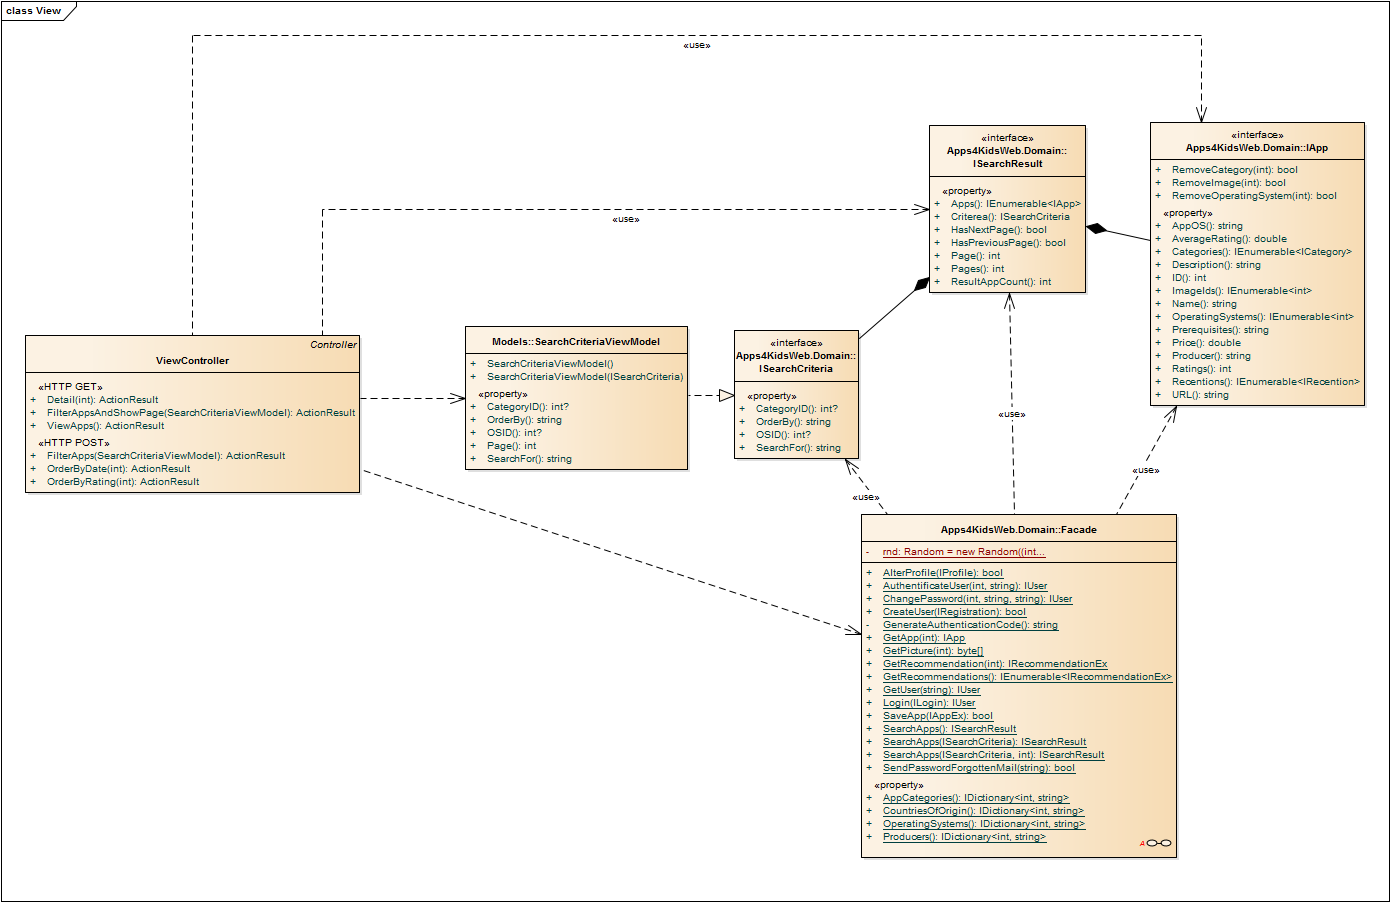 class View
«use»
«use»
«interface»
Apps4KidsWeb.Domain::
ISearchResult
«property»
+ Apps(): IEnumerable<IApp>
+ Criterea(): ISearchCriteria
+ HasNextPage(): bool
+ HasPreviousPage(): bool
+ Page(): int
+ Pages(): int
+ ResultAppCount(): int
«interface»
Apps4KidsWeb.Domain::IApp
+ RemoveCategory(int): bool
+ RemoveImage(int): bool
+ RemoveOperatingSystem(int): bool
«property»
+ AppOS(): string
+ AverageRating(): double
+ Categories(): IEnumerable<ICategory>
+ Description(): string
+ ID(): int
+ ImageIds(): IEnumerable<int>
+ Name(): string
+ OperatingSystems(): IEnumerable<int>
+ Prerequisites(): string
+ Price(): double
+ Producer(): string
+ Ratings(): int
+ Recentions(): IEnumerable<IRecention>
+ URL(): string
Controller
ViewController
«HTTP GET»
+ Detail(int): ActionResult
+ FilterAppsAndShowPage(SearchCriteriaViewModel): ActionResult
+ ViewApps(): ActionResult
«HTTP POST»
+ FilterApps(SearchCriteriaViewModel): ActionResult
+ OrderByDate(int): ActionResult
+ OrderByRating(int): ActionResult
Models::SearchCriteriaViewModel
+ SearchCriteriaViewModel()
+ SearchCriteriaViewModel(ISearchCriteria)
«property»
+ CategoryID(): int?
+ OrderBy(): string
+ OSID(): int?
+ Page(): int
+ SearchFor(): string
«interface»
Apps4KidsWeb.Domain::
ISearchCriteria
«property»
+ CategoryID(): int?
+ OrderBy(): string
+ OSID(): int?
+ SearchFor(): string
«use»
«use»
«use»
Apps4KidsWeb.Domain::Facade
- rnd: Random = new Random((int...
+ AlterProfile(IProfile): bool
+ AuthentificateUser(int, string): IUser
+ ChangePassword(int, string, string): IUser
+ CreateUser(IRegistration): bool
- GenerateAuthenticationCode(): string
+ GetApp(int): IApp
+ GetPicture(int): byte[]
+ GetRecommendation(int): IRecommendationEx
+ GetRecommendations(): IEnumerable<IRecommendationEx>
+ GetUser(string): IUser
+ Login(ILogin): IUser
+ SaveApp(IAppEx): bool
+ SearchApps(): ISearchResult
+ SearchApps(ISearchCriteria): ISearchResult
+ SearchApps(ISearchCriteria, int): ISearchResult
+ SendPasswordForgottenMail(string): bool
«property»
+ AppCategories(): IDictionary<int, string>
+ CountriesOfOrigin(): IDictionary<int, string>
+ OperatingSystems(): IDictionary<int, string>
+ Producers(): IDictionary<int, string>
A